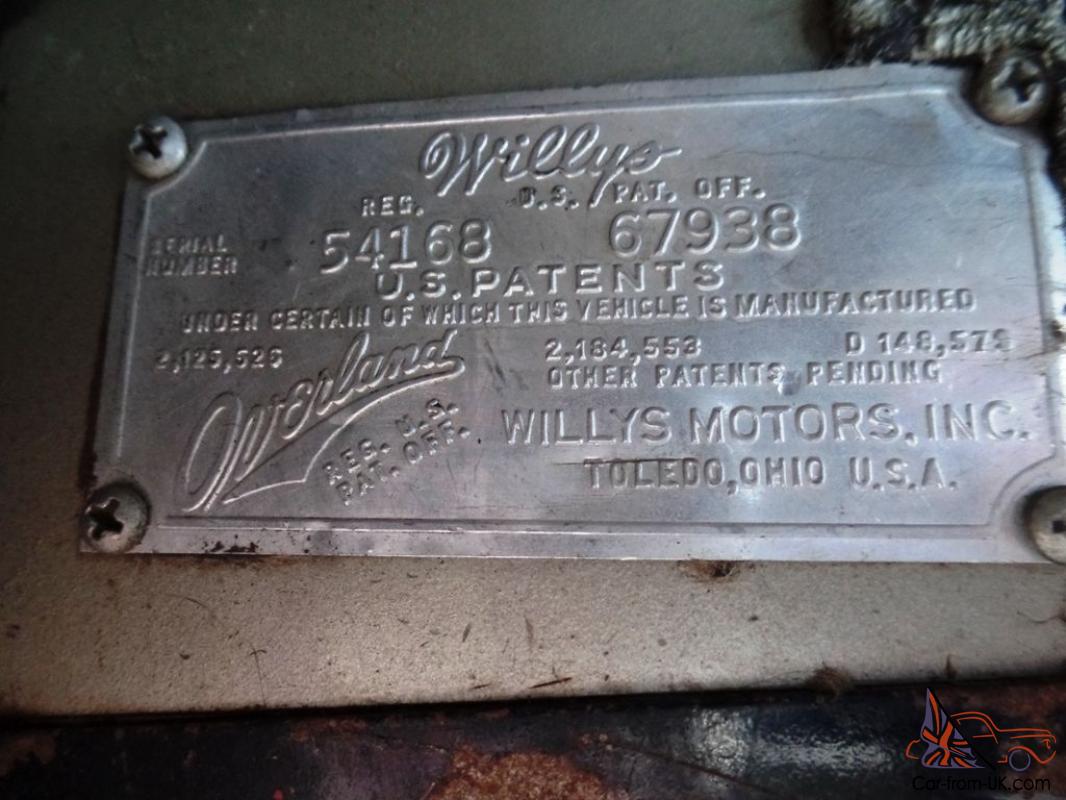 Willys
REG. U.S. PAT. OFF.
SERIAL NUMBER 54168 67938
U.S. PATENTS
UNDER CERTAIN OF WHICH THIS VEHICLE IS MANUFACTURED
2,125,526 2,184,553 D 148,578
OTHER PATENTS PENDING
Overland
REG. U.S.
PAT. OFF.
WILLYS MOTORS, INC.
TOLEDO, OHIO U.S.A.
Car-from-UK.com